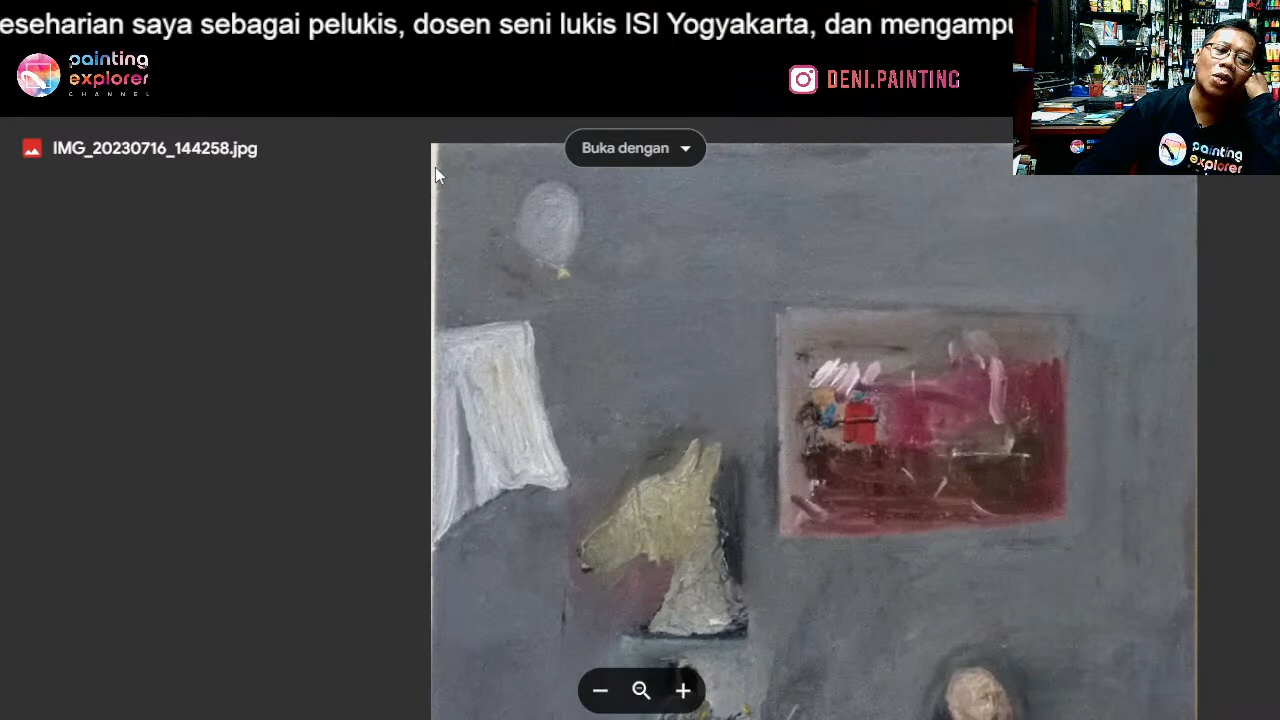 eseharian saya sebagai pelukis, dosen seni lukis ISI Yogyakarta, dan mengampu
painting
explorer
CHANNEL
DENI.PAINTING
painting
explorer
IMG_20230716_144258.jpg
Buka dengan